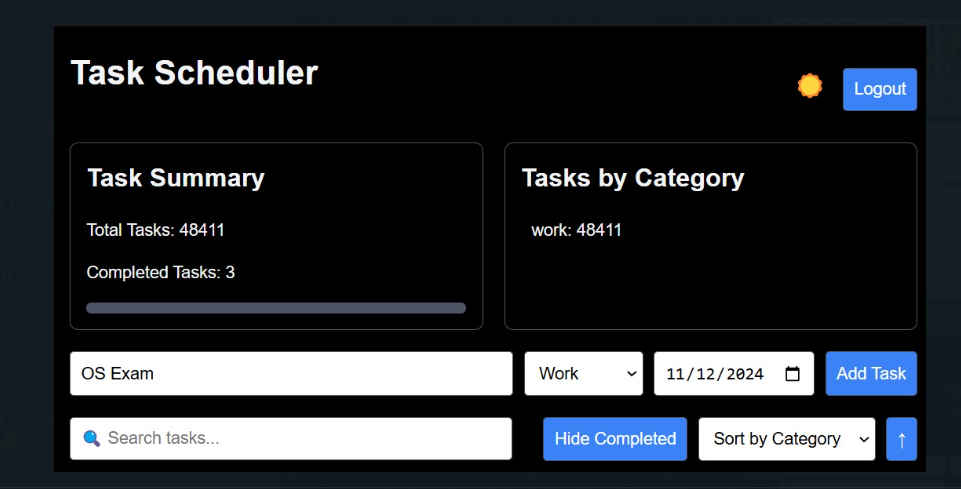 Task Scheduler
Logout
Task Summary
Total Tasks: 48411
Completed Tasks: 3
Tasks by Category
work: 48411
OS Exam
Work
11/12/2024
Add Task
Search tasks...
Hide Completed
Sort by Category
↑